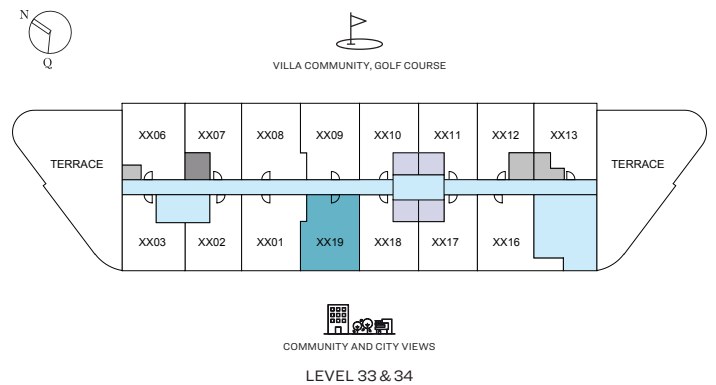 N
Q
VILLA COMMUNITY, GOLF COURSE
XX06 XX07 XX08 XX09 XX10 XX11 XX12 XX13
TERRACE TERRACE
XX03 XX02 XX01 XX19 XX18 XX17 XX16
COMMUNITY AND CITY VIEWS
LEVEL 33 & 34